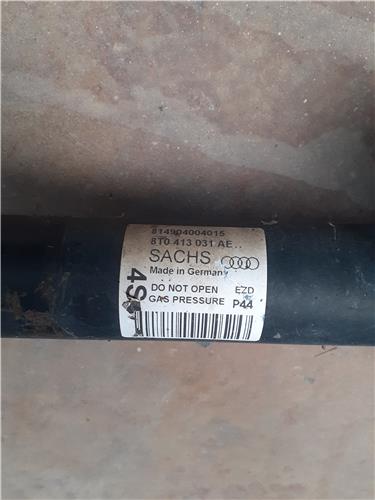 814904004015
8T0 413 031 AE..
SACHS
Made in Germany
DO NOT OPEN EZD
GAS PRESSURE P44
4S